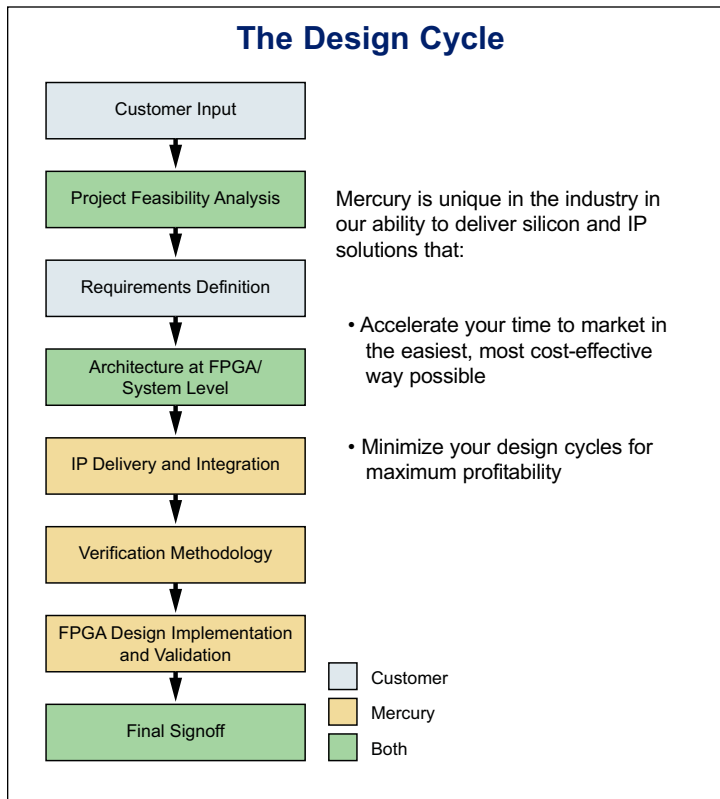 The Design Cycle
Customer Input
Project Feasibility Analysis
Requirements Definition
Architecture at FPGA/
System Level
IP Delivery and Integration
Verification Methodology
FPGA Design Implementation
and Validation
Final Signoff
Mercury is unique in the industry in
our ability to deliver silicon and IP
solutions that:
• Accelerate your time to market in
the easiest, most cost-effective
way possible
• Minimize your design cycles for
maximum profitability
Customer
Mercury
Both